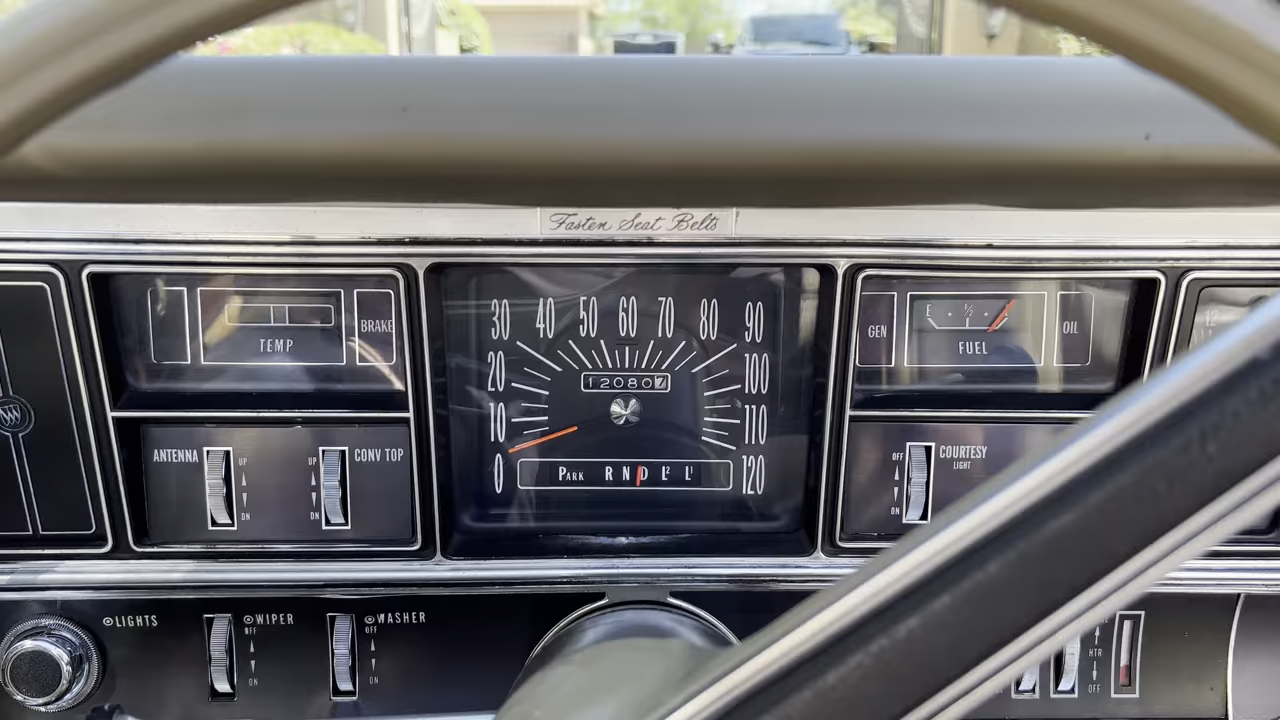 Fasten Seat Belts
BRAKE
TEMP
ANTENNA
UP
DN
UP
DN
CONV TOP
30 40 50 60 70 80 90
20 100
10 110
0 120
120807
PARK R N D L2 L1
GEN
E 1/2
FUEL
OIL
OFF
ON
COURTESY
LIGHT
12
LIGHTS
WIPER
OFF
ON
WASHER
OFF
ON
HTR
OFF